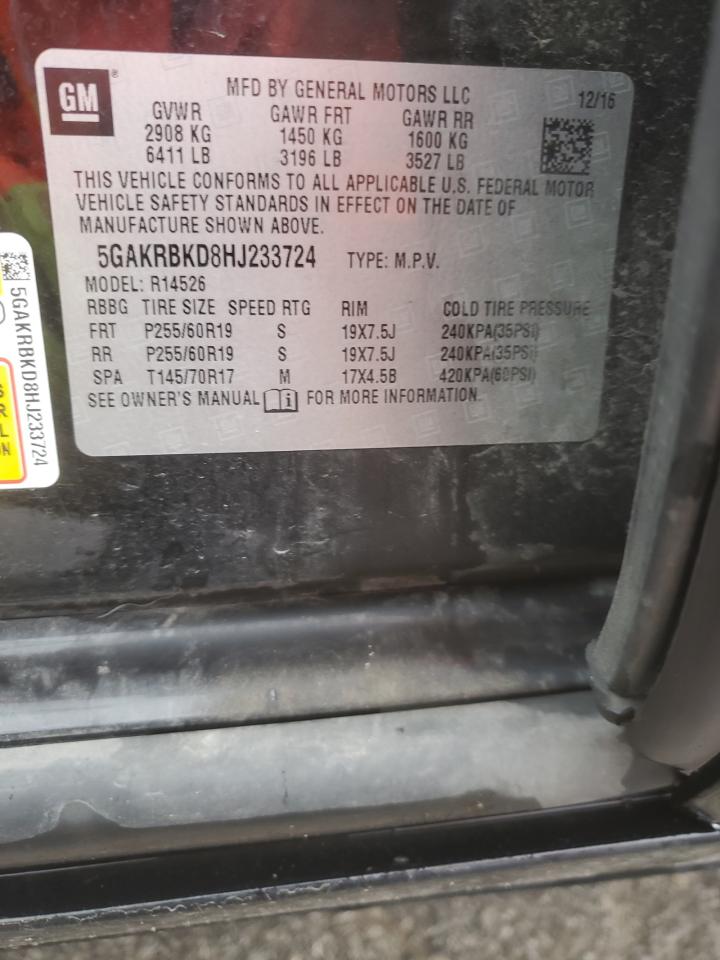 GM ®
MFD BY GENERAL MOTORS LLC
12/16
GVWR GAWR FRT GAWR RR
2908 KG 1450 KG 1600 KG
6411 LB 3196 LB 3527 LB
THIS VEHICLE CONFORMS TO ALL APPLICABLE U.S. FEDERAL MOTOR
VEHICLE SAFETY STANDARDS IN EFFECT ON THE DATE OF
MANUFACTURE SHOWN ABOVE.
5GAKRBKD8HJ233724 TYPE: M.P.V.
MODEL: R14526
RBBG TIRE SIZE SPEED RTG RIM COLD TIRE PRESSURE
FRT P255/60R19 S 19X7.5J 240KPA(35PSI)
RR P255/60R19 S 19X7.5J 240KPA(35PSI)
SPA T145/70R17 M 17X4.5B 420KPA(60PSI)
SEE OWNER'S MANUAL i FOR MORE INFORMATION.
5GAKRBKD8HJ233724